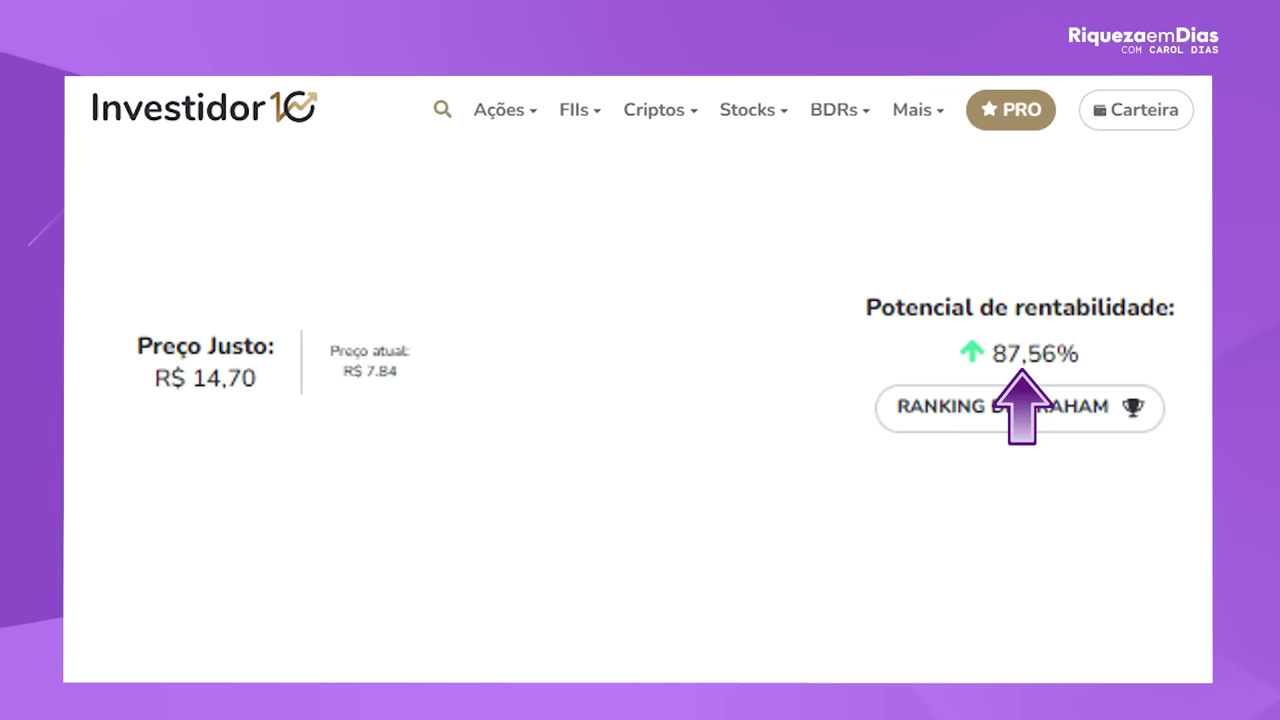 RiquezaemDias
COM CAROL DIAS
Investidor10
Ações
FIIs
Criptos
Stocks
BDRs
Mais
PRO
Carteira
Preço Justo:
R$ 14,70
Preço atual:
R$ 7.84
Potencial de rentabilidade:
87,56%
RANKING